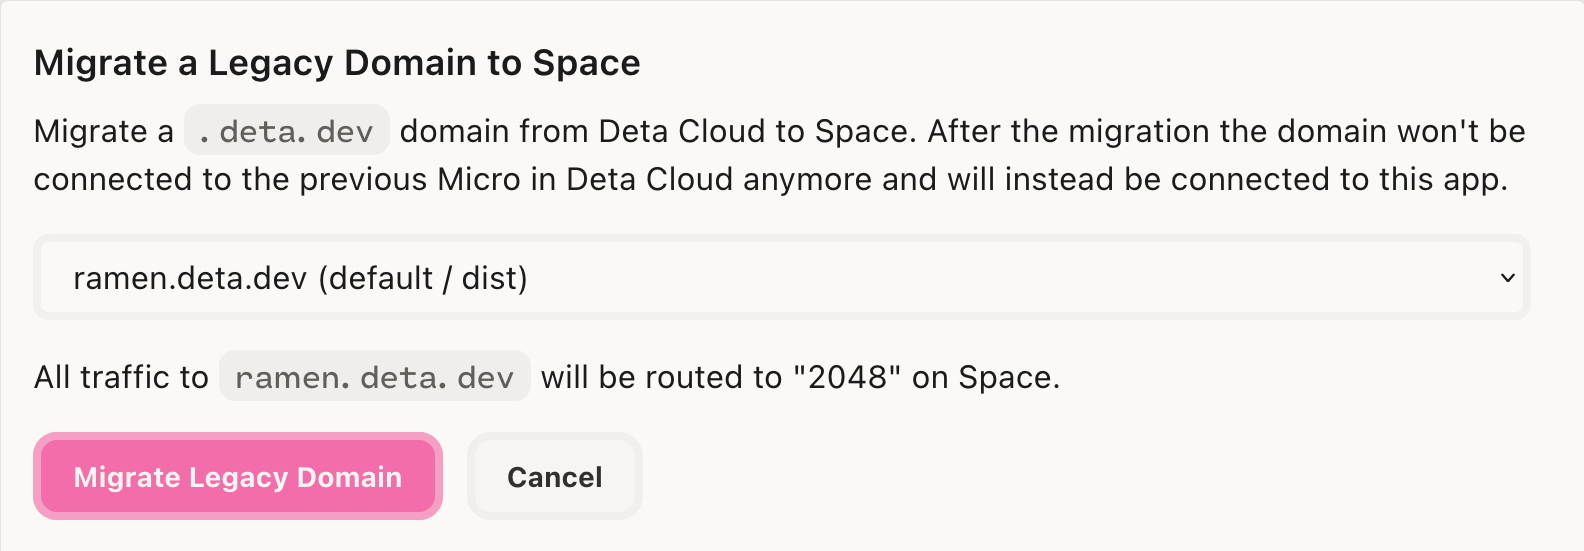 Migrate a Legacy Domain to Space
Migrate a .deta.dev domain from Deta Cloud to Space. After the migration the domain won't be
connected to the previous Micro in Deta Cloud anymore and will instead be connected to this app.
ramen.deta.dev (default / dist)
All traffic to ramen.deta.dev will be routed to "2048" on Space.
Migrate Legacy Domain Cancel